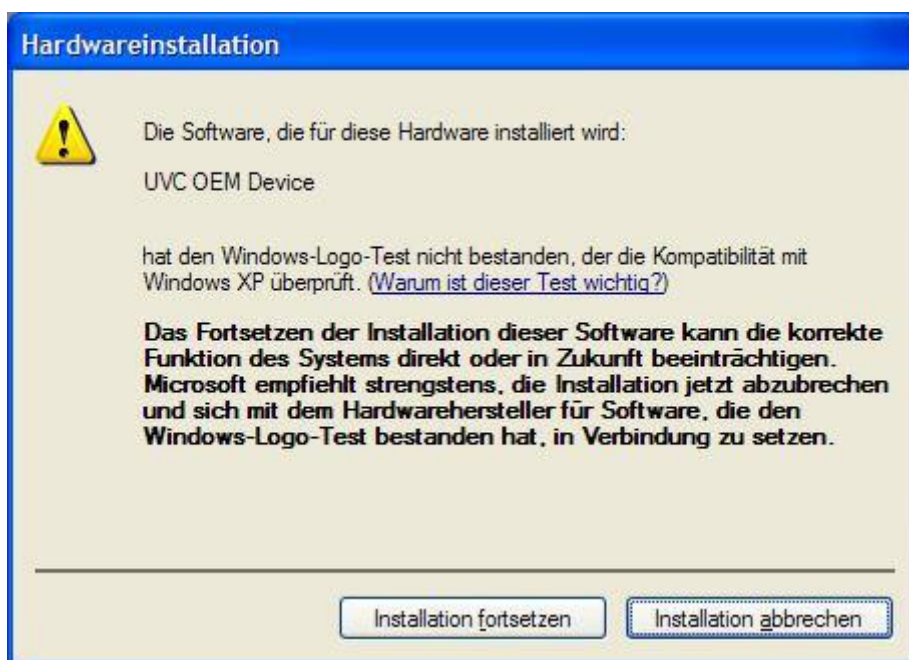 Hardwareinstallation
Die Software, die für diese Hardware installiert wird:
UVC OEM Device
hat den Windows-Logo-Test nicht bestanden, der die Kompatibilität mit
Windows XP überprüft. (Warum ist dieser Test wichtig?)
Das Fortsetzen der Installation dieser Software kann die korrekte
Funktion des Systems direkt oder in Zukunft beeinträchtigen.
Microsoft empfiehlt strengstens, die Installation jetzt abzubrechen
und sich mit dem Hardwarehersteller für Software, die den
Windows-Logo-Test bestanden hat, in Verbindung zu setzen.
Installation fortsetzen
Installation abbrechen